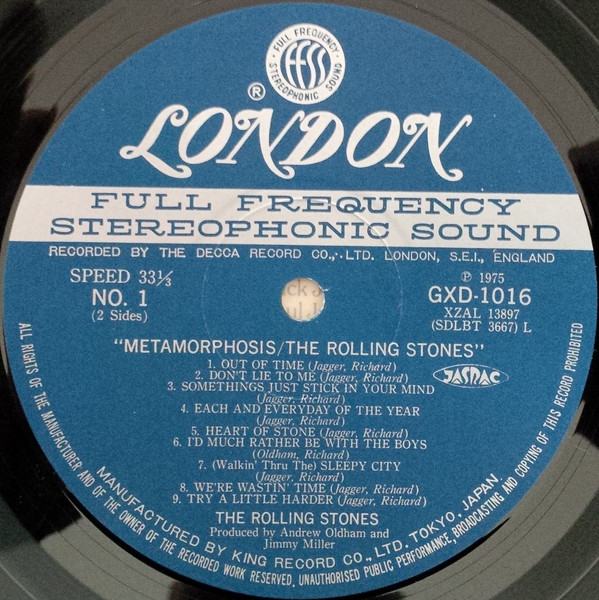 FULL FREQUENCY
ffss
STEREOPHONIC SOUND
®
LONDON
FULL FREQUENCY
STEREOPHONIC SOUND
RECORDED BY THE DECCA RECORD CO., LTD. LONDON, S.E.I., ENGLAND
SPEED 33⅓
NO. 1
(2 Sides)
℗ 1975
GXD-1016
XZAL 13897
(SDLBT 3667) L
"METAMORPHOSIS/THE ROLLING STONES"
JASRAC
1. OUT OF TIME (Jagger, Richard)
2. DON'T LIE TO ME (Jagger, Richard)
3. SOMETHINGS JUST STICK IN YOUR MIND
(Jagger, Richard)
4. EACH AND EVERYDAY OF THE YEAR
(Jagger, Richard)
5. HEART OF STONE (Jagger, Richard)
6. I'D MUCH RATHER BE WITH THE BOYS
(Oldham, Richard)
7. (Walkin' Thru The) SLEEPY CITY
(Jagger, Richard)
8. WE'RE WASTIN' TIME (Jagger, Richard)
9. TRY A LITTLE HARDER (Jagger, Richard)
THE ROLLING STONES
Produced by Andrew Oldham and
Jimmy Miller
MANUFACTURED BY KING RECORD CO., LTD. TOKYO, JAPAN
ALL RIGHTS OF THE MANUFACTURER AND OF THE OWNER OF THE RECORDED WORK RESERVED, UNAUTHORISED PUBLIC PERFORMANCE, BROADCASTING AND COPYING OF THIS RECORD PROHIBITED